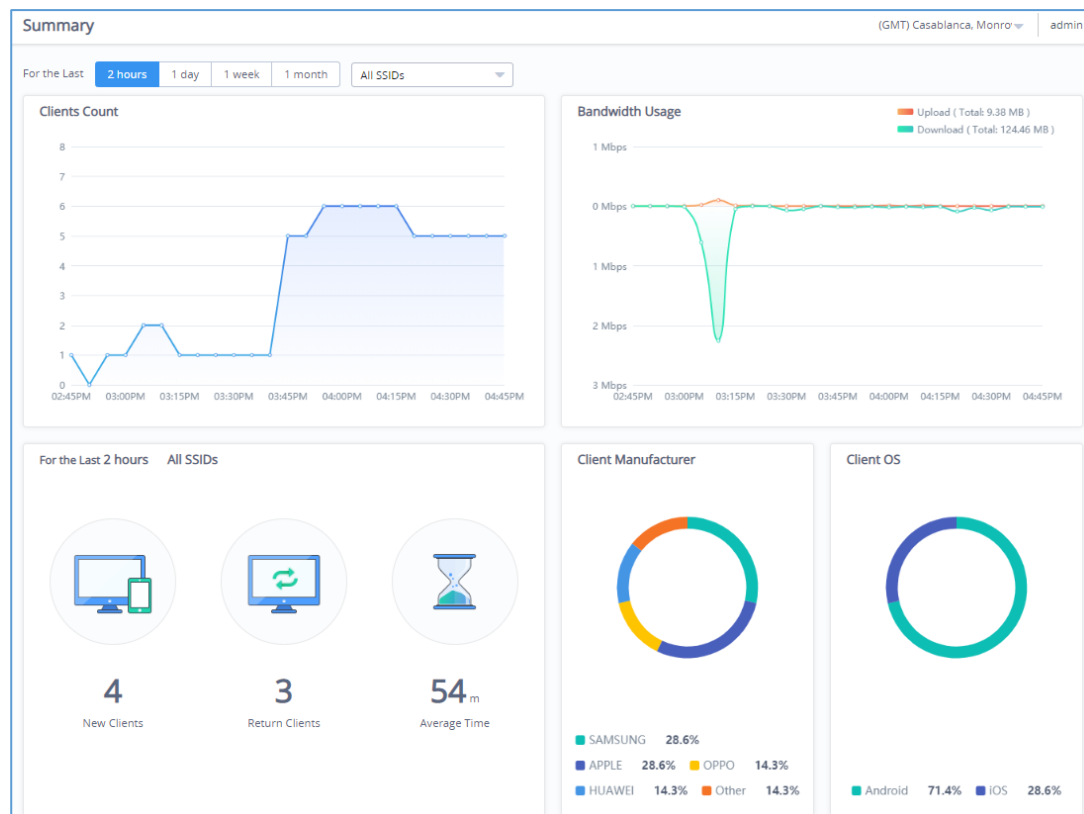 Summary
(GMT) Casablanca, Monro
admin
For the Last 2 hours 1 day 1 week 1 month All SSIDs
Clients Count
8
7
6
5
4
3
2
1
0
02:45PM 03:00PM 03:15PM 03:30PM 03:45PM 04:00PM 04:15PM 04:30PM 04:45PM
Bandwidth Usage
Upload ( Total: 9.38 MB )
Download ( Total: 124.46 MB )
1 Mbps
0 Mbps
1 Mbps
2 Mbps
3 Mbps
02:45PM 03:00PM 03:15PM 03:30PM 03:45PM 04:00PM 04:15PM 04:30PM 04:45PM
For the Last 2 hours All SSIDs
4
New Clients
3
Return Clients
54 m
Average Time
Client Manufacturer
SAMSUNG 28.6%
APPLE 28.6% OPPO 14.3%
HUAWEI 14.3% Other 14.3%
Client OS
Android 71.4% iOS 28.6%